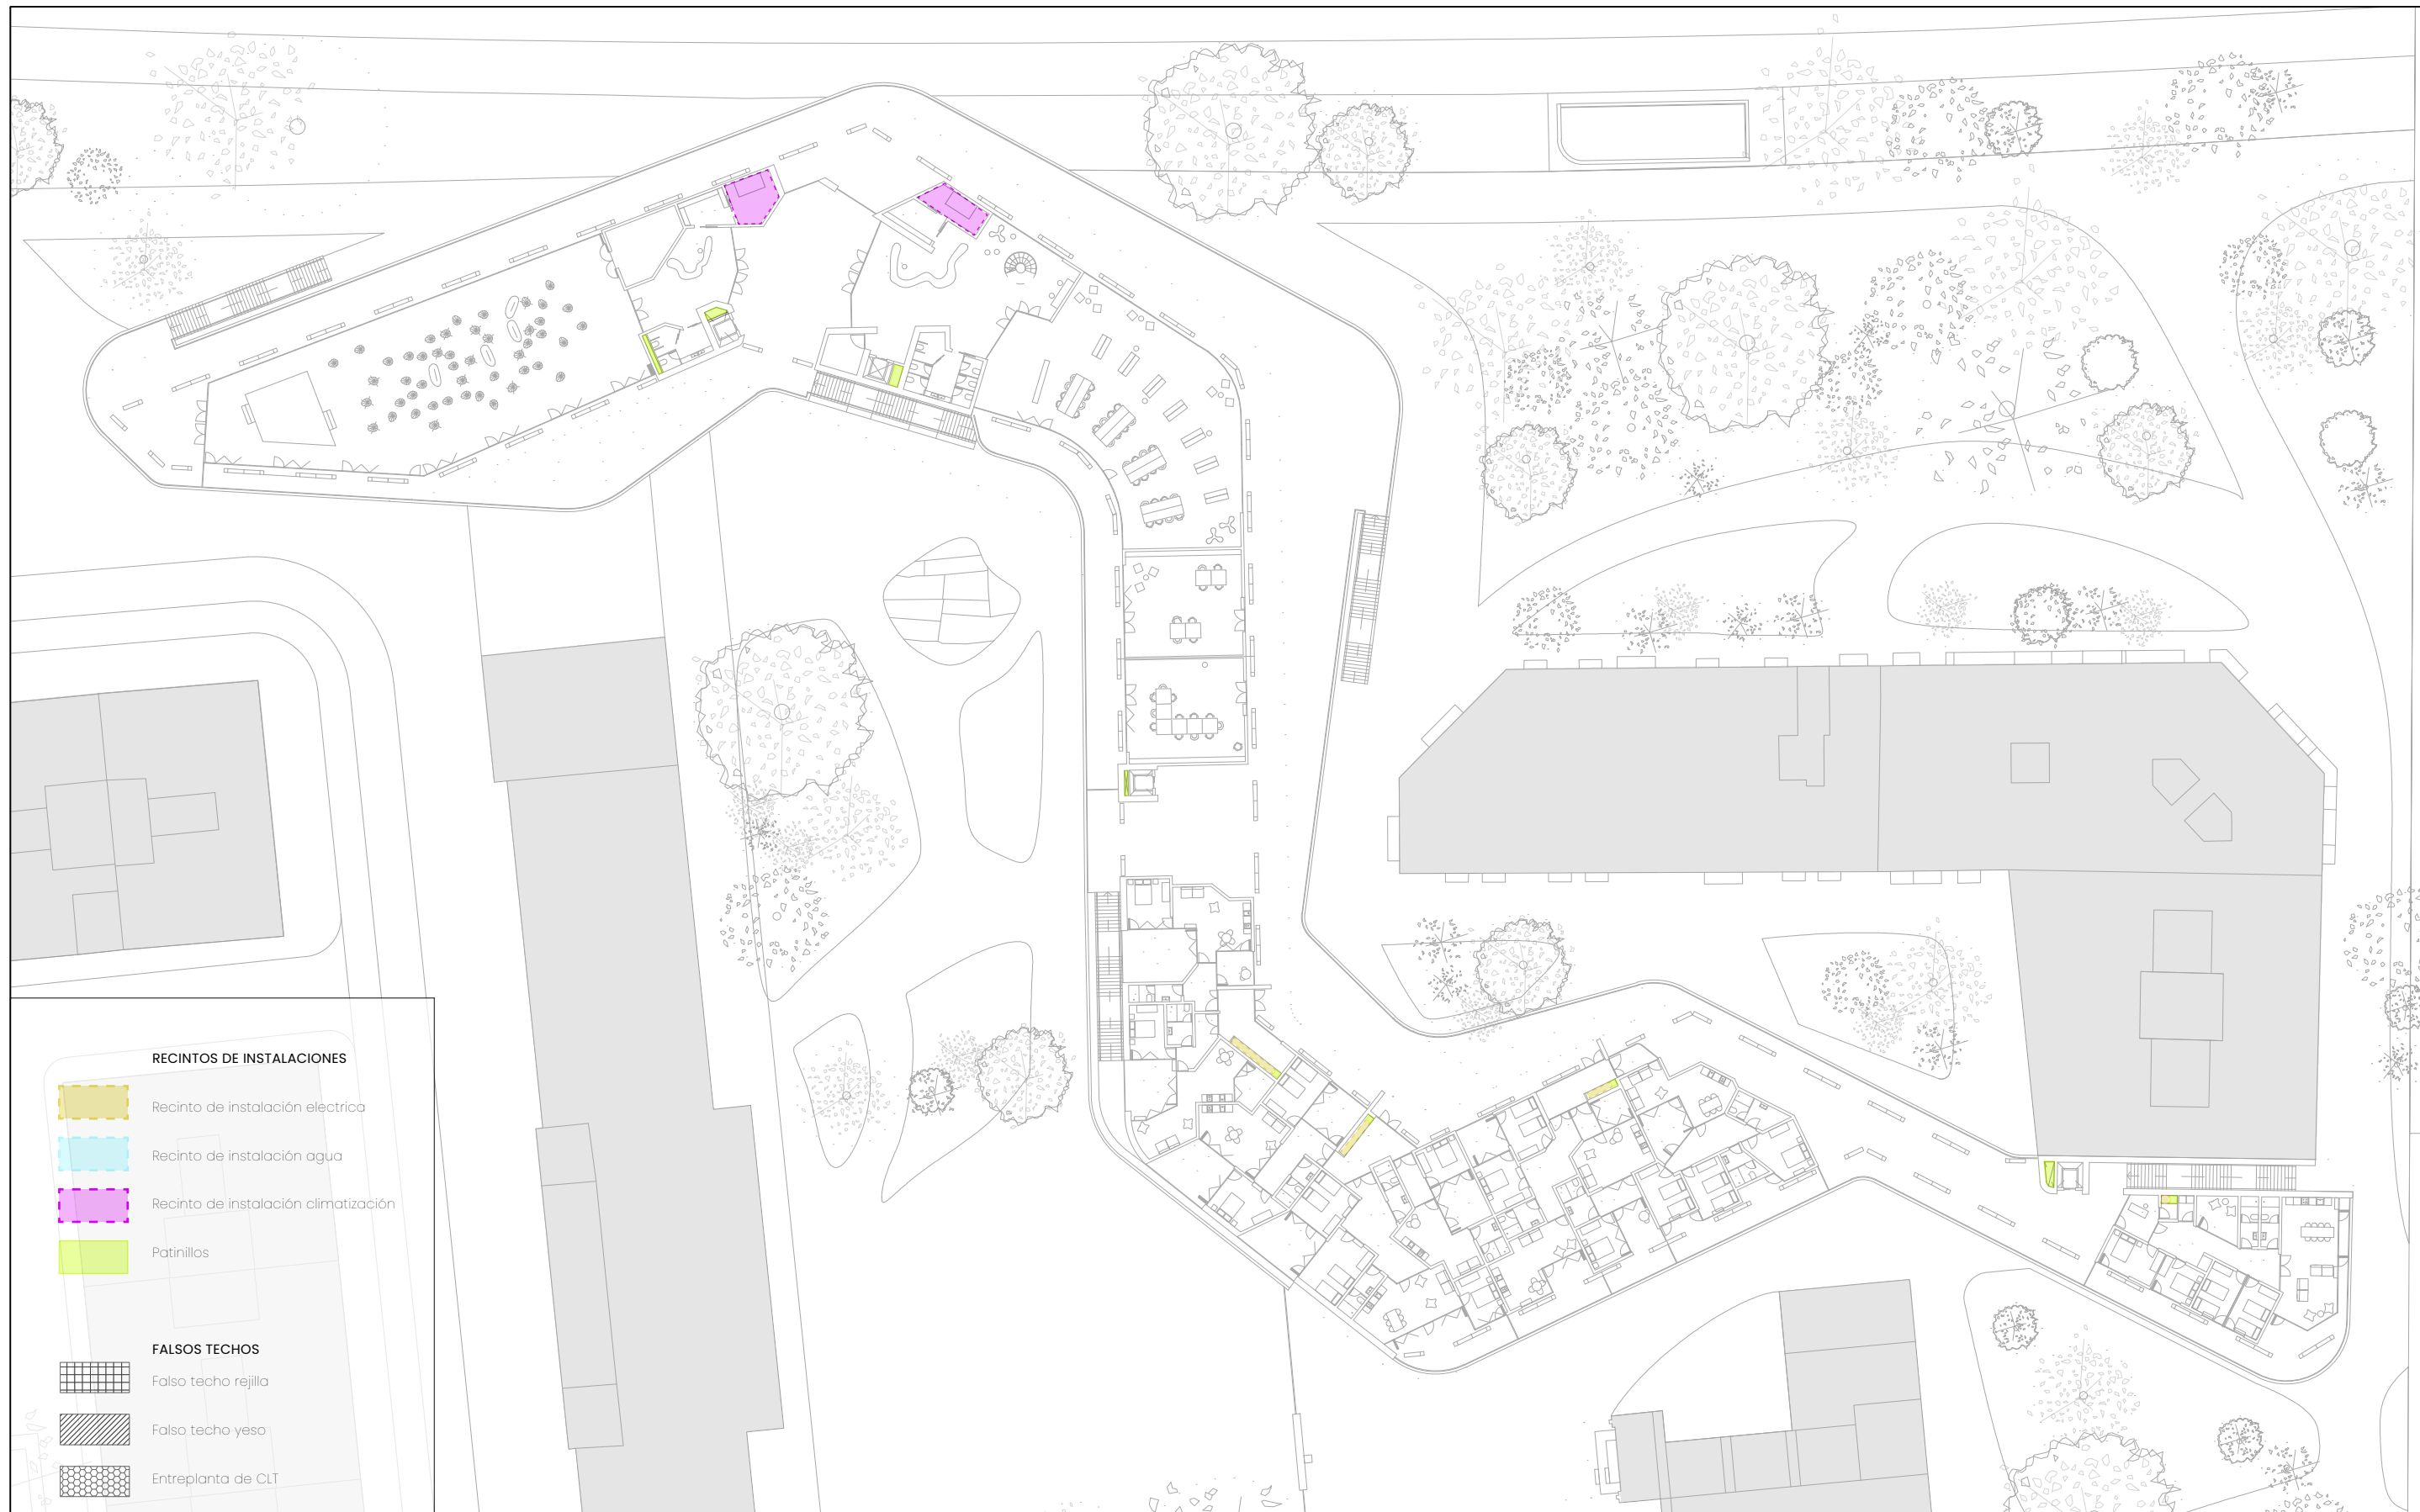 RECINTOS DE INSTALACIONES
Recinto de instalación electrica
Recinto de instalación agua
Recinto de instalación climatización
Patinillos
FALSOS TECHOS
Falso techo rejilla
Falso techo yeso
Entreplanta de CLT